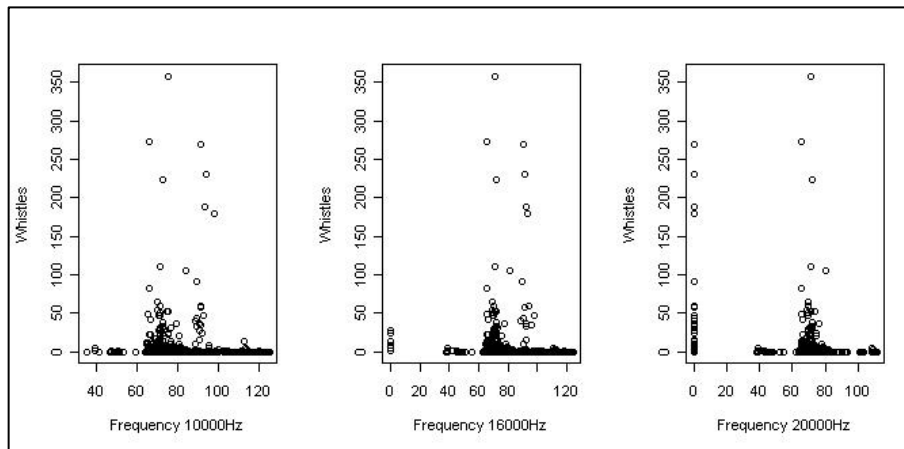 Whistles
0 50 100 150 200 250 300 350
40 60 80 100 120
Frequency 10000Hz
Whistles
0 50 100 150 200 250 300 350
0 20 40 60 80 120
Frequency 16000Hz
Whistles
0 50 100 150 200 250 300 350
0 20 40 60 80 100
Frequency 20000Hz